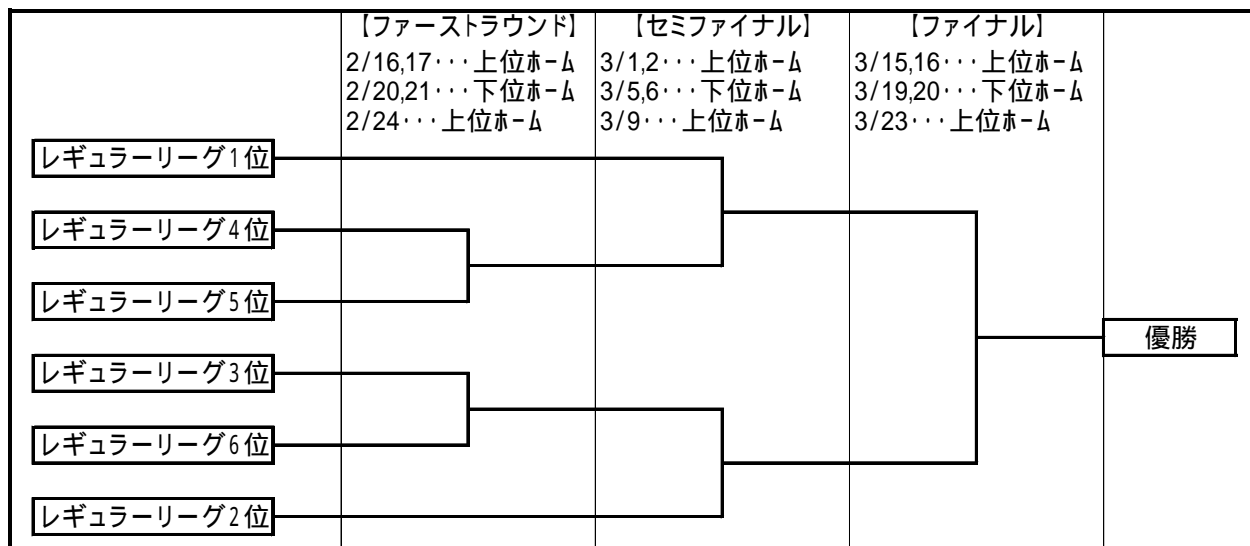 【ファーストラウンド】
2/16,17･･･上位ﾎｰﾑ
2/20,21･･･下位ﾎｰﾑ
2/24･･･上位ﾎｰﾑ
【セミファイナル】
3/1,2･･･上位ﾎｰﾑ
3/5,6･･･下位ﾎｰﾑ
3/9･･･上位ﾎｰﾑ
【ファイナル】
3/15,16･･･上位ﾎｰﾑ
3/19,20･･･下位ﾎｰﾑ
3/23･･･上位ﾎｰﾑ
レギュラーリーグ1位
レギュラーリーグ4位
レギュラーリーグ5位
レギュラーリーグ3位
レギュラーリーグ6位
レギュラーリーグ2位
優勝